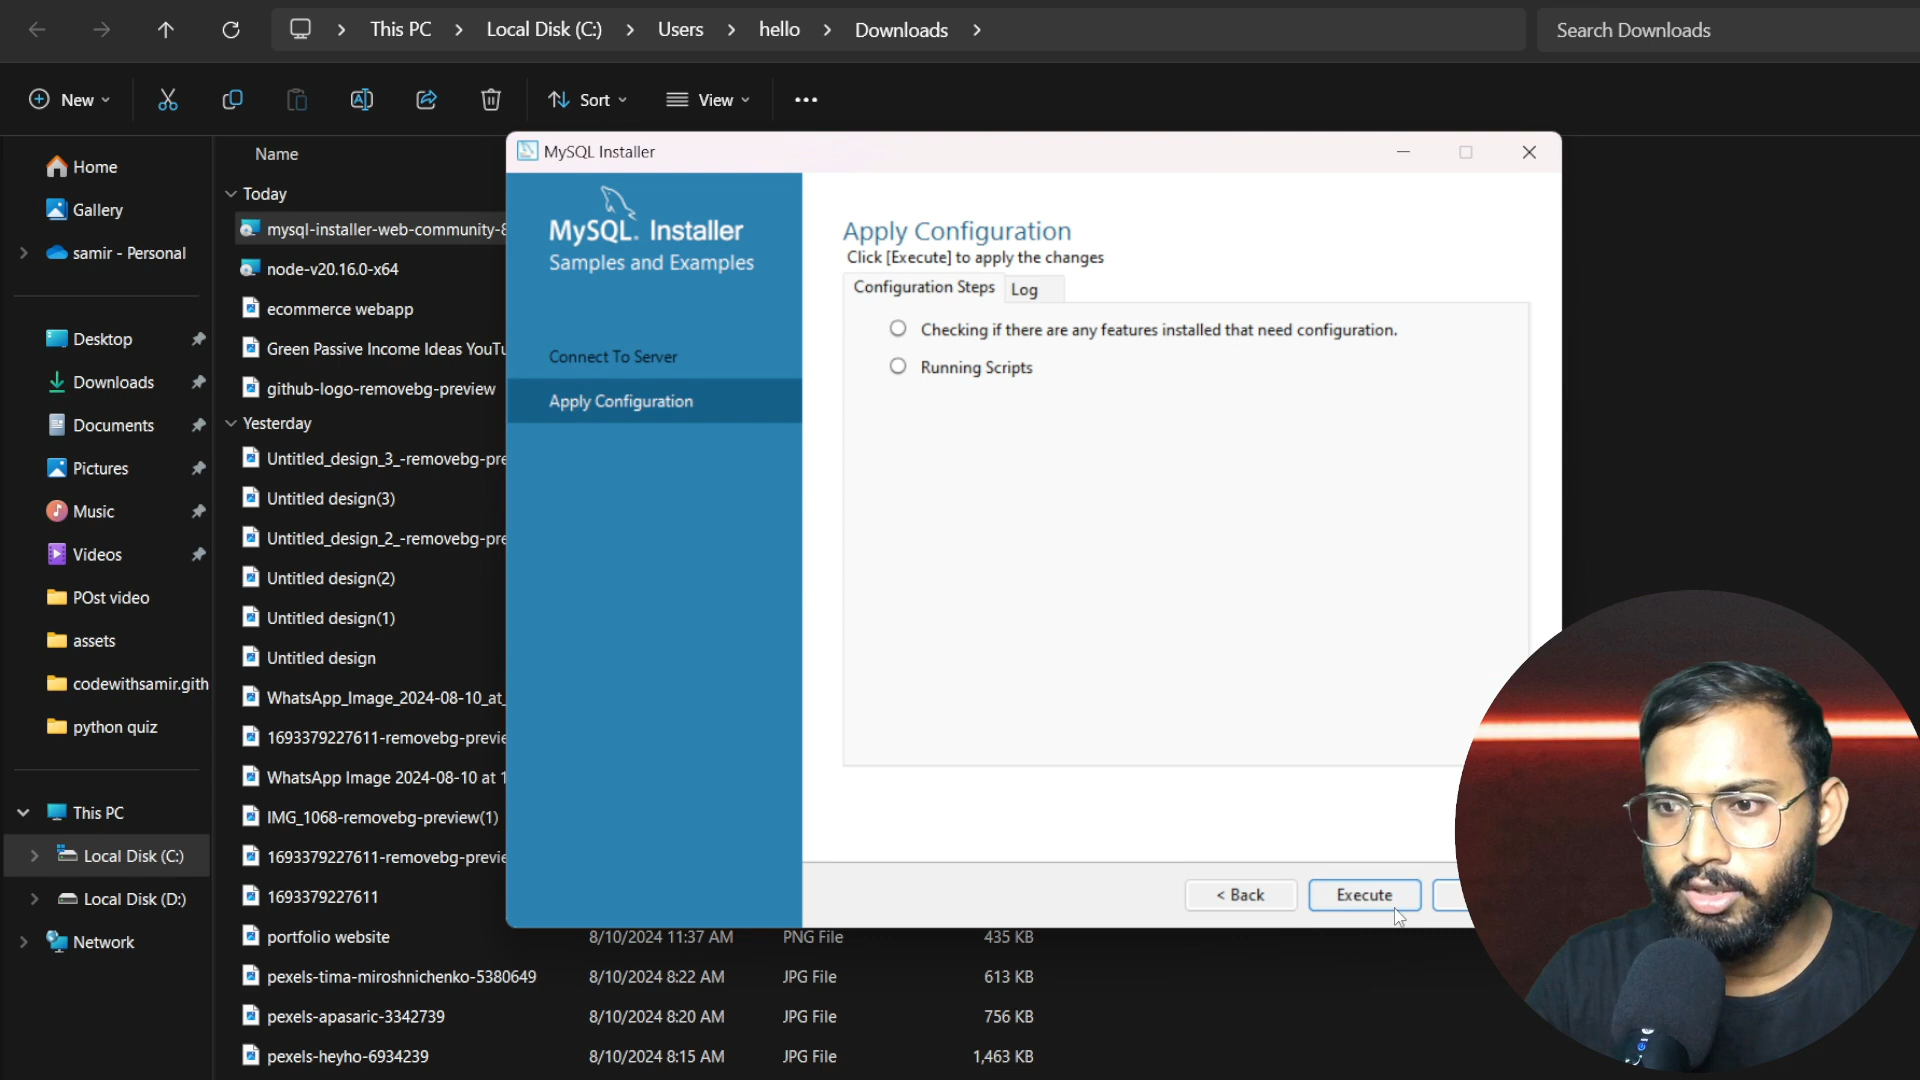 This PC > Local Disk (C:) > Users > hello > Downloads >
Search Downloads
New
Sort
View
Home
Gallery
samir - Personal
Desktop
Downloads
Documents
Pictures
Music
Videos
POst video
assets
codewithsamir.gith
python quiz
This PC
Local Disk (C:)
Local Disk (D:)
Network
Name
Today
mysql-installer-web-community-8
node-v20.16.0-x64
ecommerce webapp
Green Passive Income Ideas YouTu
github-logo-removebg-preview
Yesterday
Untitled_design_3_-removebg-pre
Untitled design(3)
Untitled_design_2_-removebg-pre
Untitled design(2)
Untitled design(1)
Untitled design
WhatsApp_Image_2024-08-10_at_
1693379227611-removebg-previe
WhatsApp Image 2024-08-10 at 1
IMG_1068-removebg-preview(1)
1693379227611-removebg-previe
1693379227611
portfolio website 8/10/2024 11:37 AM PNG File 435 KB
pexels-tima-miroshnichenko-5380649 8/10/2024 8:22 AM JPG File 613 KB
pexels-apasaric-3342739 8/10/2024 8:20 AM JPG File 756 KB
pexels-heyho-6934239 8/10/2024 8:15 AM JPG File 1,463 KB
MySQL Installer
MySQL. Installer
Samples and Examples
Connect To Server
Apply Configuration
Apply Configuration
Click [Execute] to apply the changes
Configuration Steps
Log
Checking if there are any features installed that need configuration.
Running Scripts
< Back
Execute